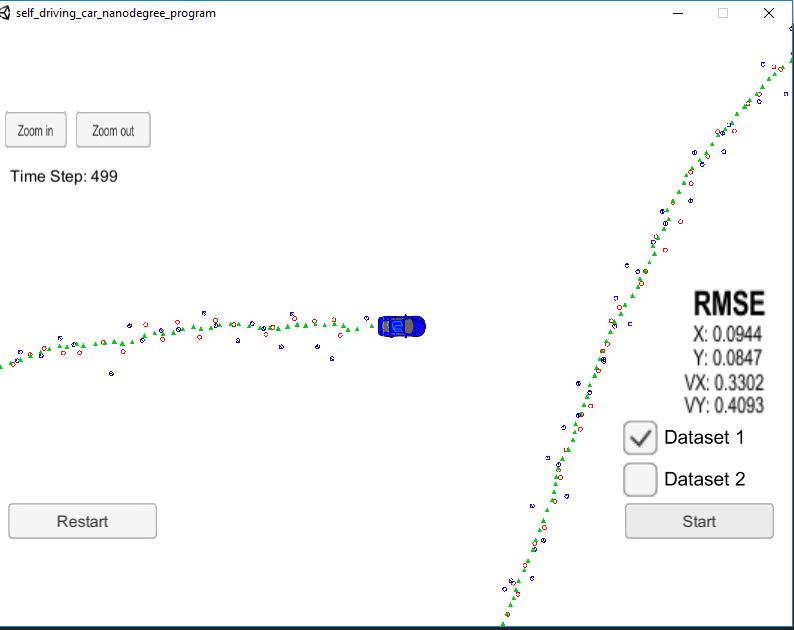 self_driving_car_nanodegree_program
Zoom in
Zoom out
Time Step: 499
RMSE
X: 0.0944
Y: 0.0847
VX: 0.3302
VY: 0.4093
Dataset 1
Dataset 2
Restart
Start